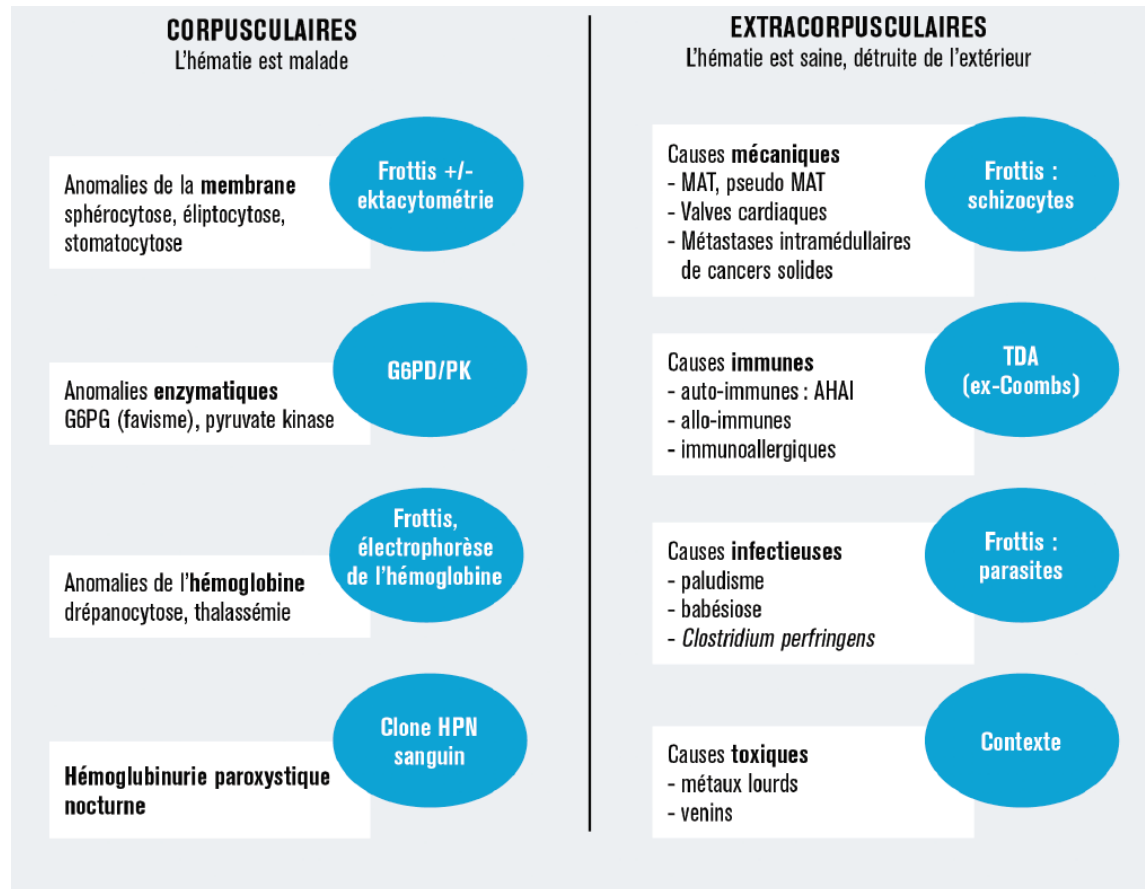 CORPUSCULAIRES
L’hématie est malade
Anomalies de la membrane
sphérocytose, éliptocytose,
stomatocytose
Frottis +/-
ektacytométrie
Anomalies enzymatiques
G6PG (favisme), pyruvate kinase
G6PD/PK
Anomalies de l’hémoglobine
drépanocytose, thalassémie
Frottis,
électrophorèse
de l’hémoglobine
Hémoglubinurie paroxystique
nocturne
Clone HPN
sanguin
EXTRACORPUSCULAIRES
L’hématie est saine, détruite de l’extérieur
Causes mécaniques
- MAT, pseudo MAT
- Valves cardiaques
- Métastases intramédullaires
de cancers solides
Frottis :
schizocytes
Causes immunes
- auto-immunes : AHAI
- allo-immunes
- immunoallergiques
TDA
(ex-Coombs)
Causes infectieuses
- paludisme
- babésiose
- Clostridium perfringens
Frottis :
parasites
Causes toxiques
- métaux lourds
- venins
Contexte